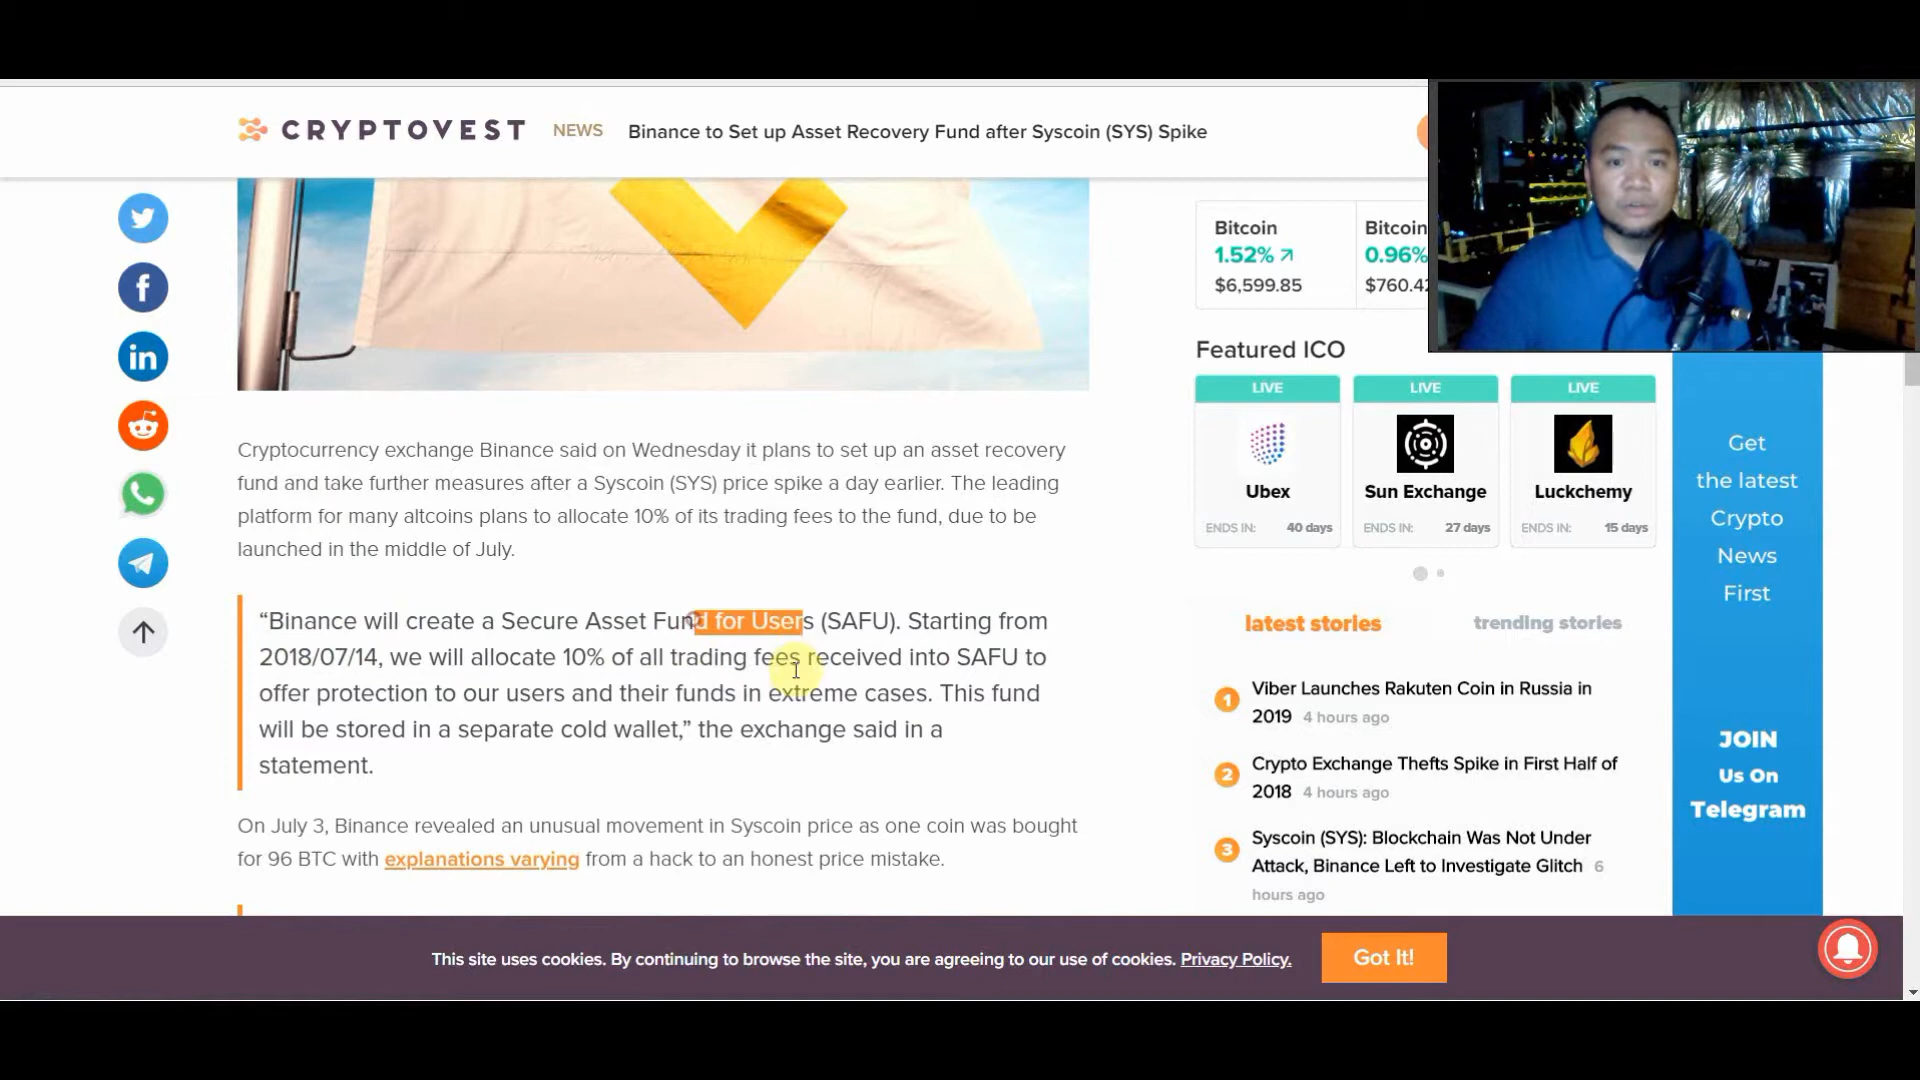 CRYPTOVEST NEWS Binance to Set up Asset Recovery Fund after Syscoin (SYS) Spike
Cryptocurrency exchange Binance said on Wednesday it plans to set up an asset recovery
fund and take further measures after a Syscoin (SYS) price spike a day earlier. The leading
platform for many altcoins plans to allocate 10% of its trading fees to the fund, due to be
launched in the middle of July.
“Binance will create a Secure Asset Fund for Users (SAFU). Starting from
2018/07/14, we will allocate 10% of all trading fees received into SAFU to
offer protection to our users and their funds in extreme cases. This fund
will be stored in a separate cold wallet,” the exchange said in a
statement.
On July 3, Binance revealed an unusual movement in Syscoin price as one coin was bought
for 96 BTC with explanations varying from a hack to an honest price mistake.
Bitcoin
1.52%
$6,599.85
Bitcoin
0.96%
Featured ICO
LIVE
Ubex
ENDS IN: 40 days
LIVE
Sun Exchange
ENDS IN: 27 days
LIVE
Luckchemy
ENDS IN: 15 days
latest stories trending stories
1 Viber Launches Rakuten Coin in Russia in
2019 4 hours ago
2 Crypto Exchange Thefts Spike in First Half of
2018 4 hours ago
3 Syscoin (SYS): Blockchain Was Not Under
Attack, Binance Left to Investigate Glitch 6
hours ago
Get
the latest
Crypto
News
First
JOIN
Us On
Telegram
This site uses cookies. By continuing to browse the site, you are agreeing to our use of cookies. Privacy Policy.
Got It!